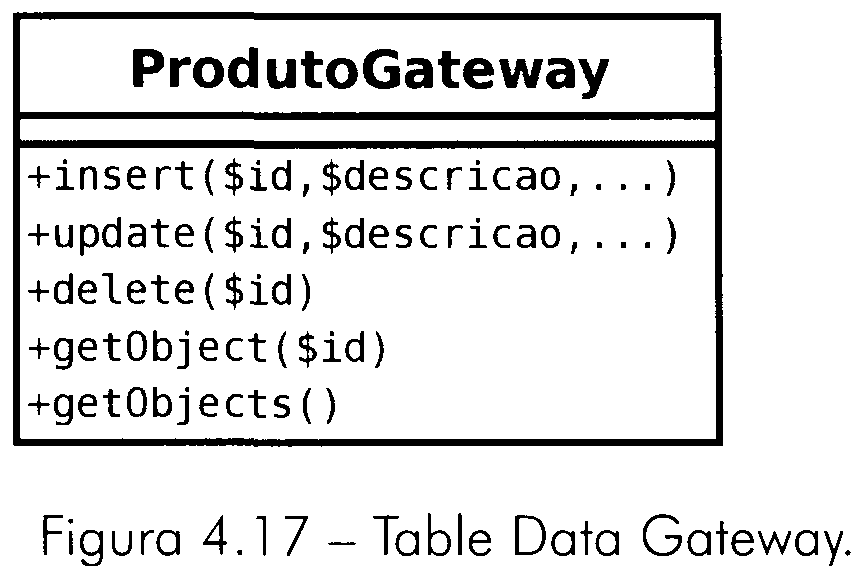 ProdutoGateway
+insert($id,$descricao,...)
+update($id,$descricao,...)
+delete($id)
+getObject($id)
+getObjects()
Figura 4.17 – Table Data Gateway.